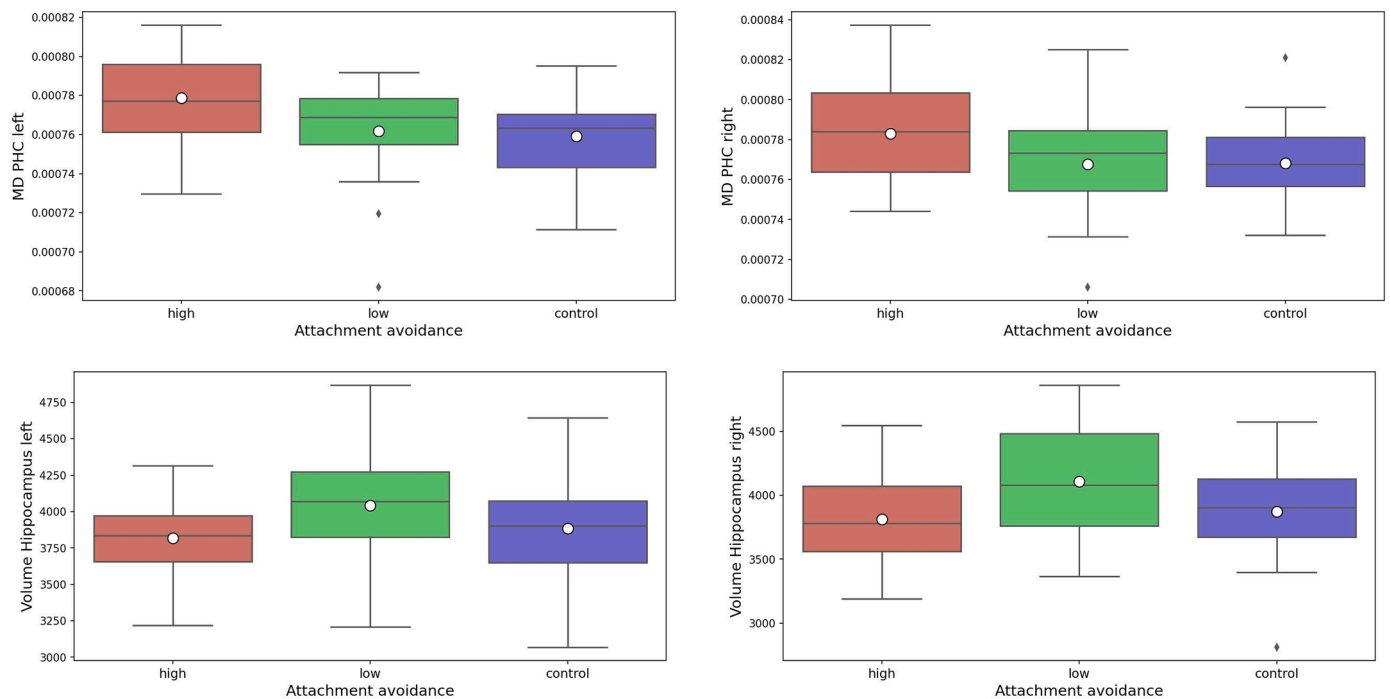 MD PHC left
0.00082
0.00080
0.00078
0.00076
0.00074
0.00072
0.00070
0.00068
high low control
Attachment avoidance
MD PHC right
0.00084
0.00082
0.00080
0.00078
0.00076
0.00074
0.00072
0.00070
high low control
Attachment avoidance
Volume Hippocampus left
4750
4500
4250
4000
3750
3500
3250
3000
high low control
Attachment avoidance
Volume Hippocampus right
4500
4000
3500
3000
high low control
Attachment avoidance